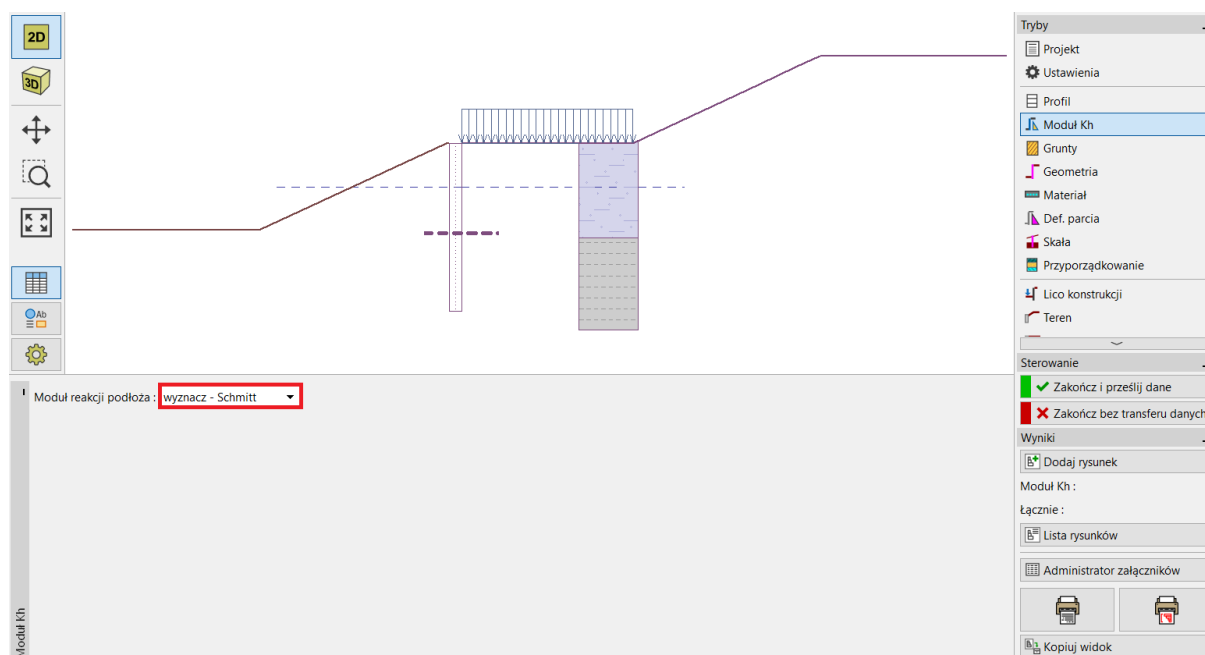 2D
3D
Ab
Moduł Kh
Moduł reakcji podłoża :
wyznacz - Schmitt
Tryby
Projekt
Ustawienia
Profil
Moduł Kh
Grunty
Geometria
Materiał
Def. parcia
Skała
Przyporządkowanie
Lico konstrukcji
Teren
Sterowanie
Zakończ i prześlij dane
Zakończ bez transferu danych
Wyniki
Dodaj rysunek
Moduł Kh :
Łącznie :
Lista rysunków
Administrator załączników
Kopiuj widok